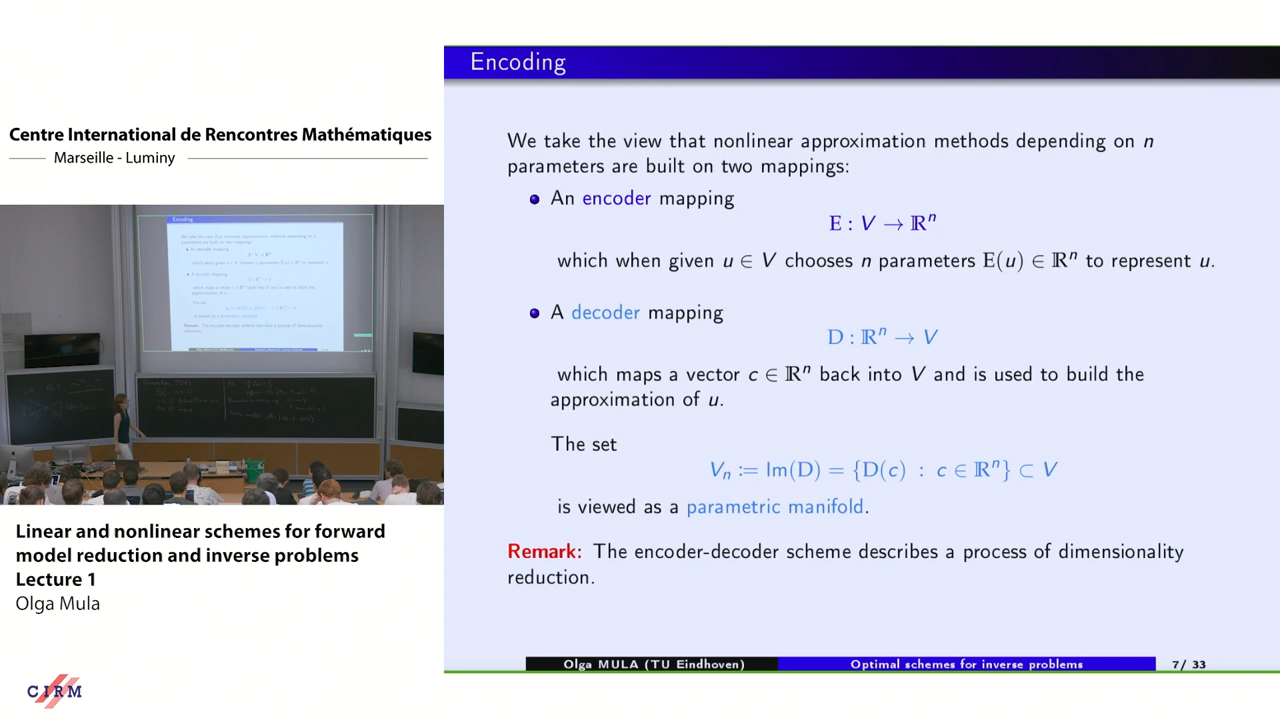 Centre International de Rencontres Mathématiques
Marseille - Luminy
Linear and nonlinear schemes for forward
model reduction and inverse problems
Lecture 1
Olga Mula
CIRM
Encoding
We take the view that nonlinear approximation methods depending on n
parameters are built on two mappings:
An encoder mapping
E : V → ℝⁿ
which when given u ∈ V chooses n parameters E(u) ∈ ℝⁿ to represent u.
A decoder mapping
D : ℝⁿ → V
which maps a vector c ∈ ℝⁿ back into V and is used to build the
approximation of u.
The set
Vₙ := Im(D) = {D(c) : c ∈ ℝⁿ} ⊂ V
is viewed as a parametric manifold.
Remark: The encoder-decoder scheme describes a process of dimensionality
reduction.
Olga MULA (TU Eindhoven) Optimal schemes for inverse problems 7/ 33